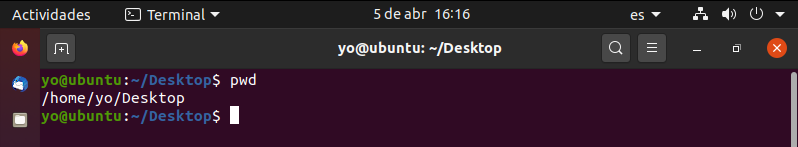 Actividades Terminal 5 de abr 16:16 es
yo@ubuntu: ~/Desktop
yo@ubuntu:~/Desktop$ pwd
/home/yo/Desktop
yo@ubuntu:~/Desktop$